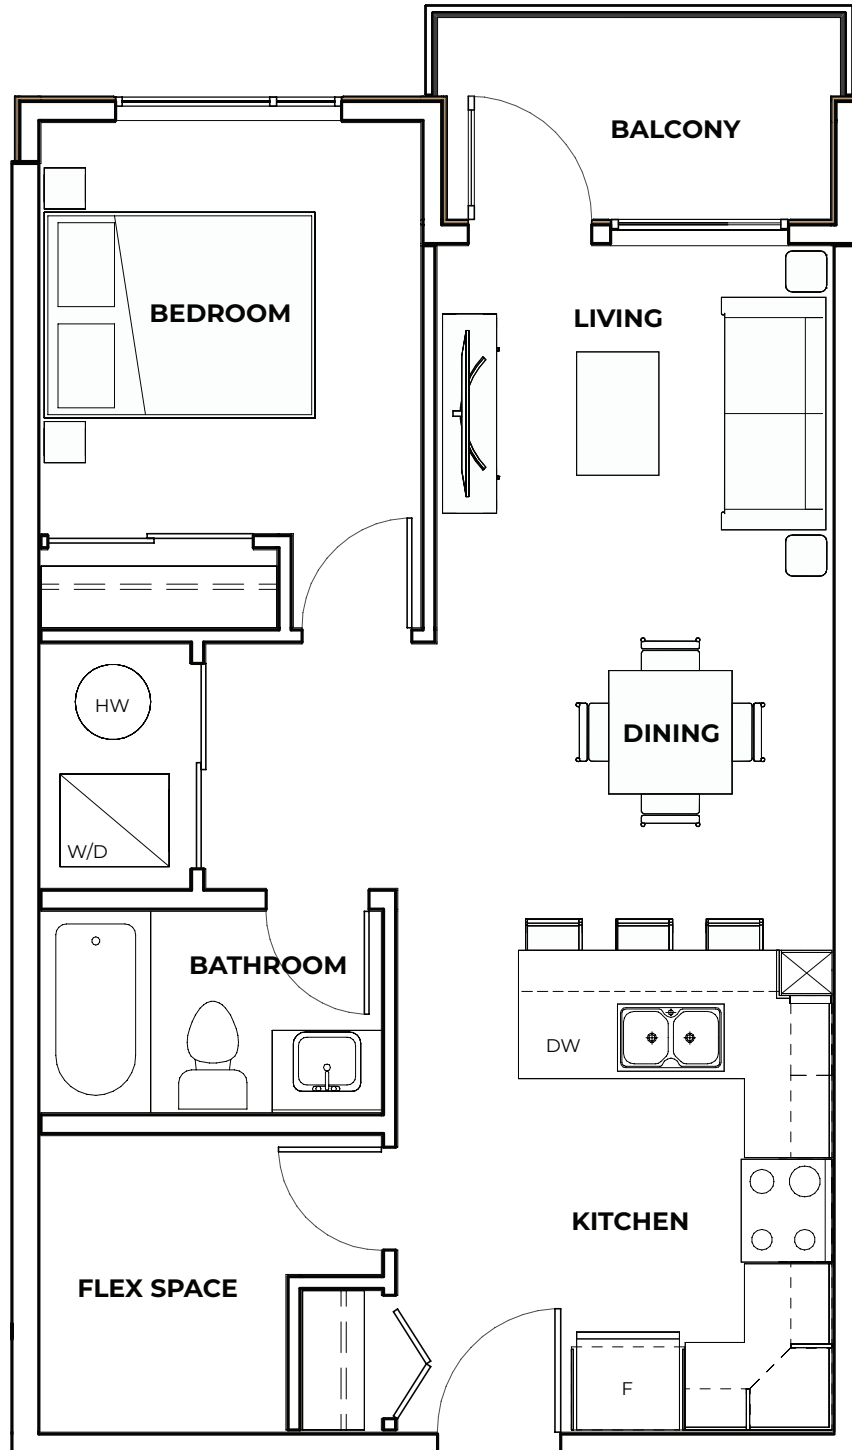 BALCONY
BEDROOM
LIVING
HW
DINING
W/D
BATHROOM
DW
KITCHEN
FLEX SPACE
F